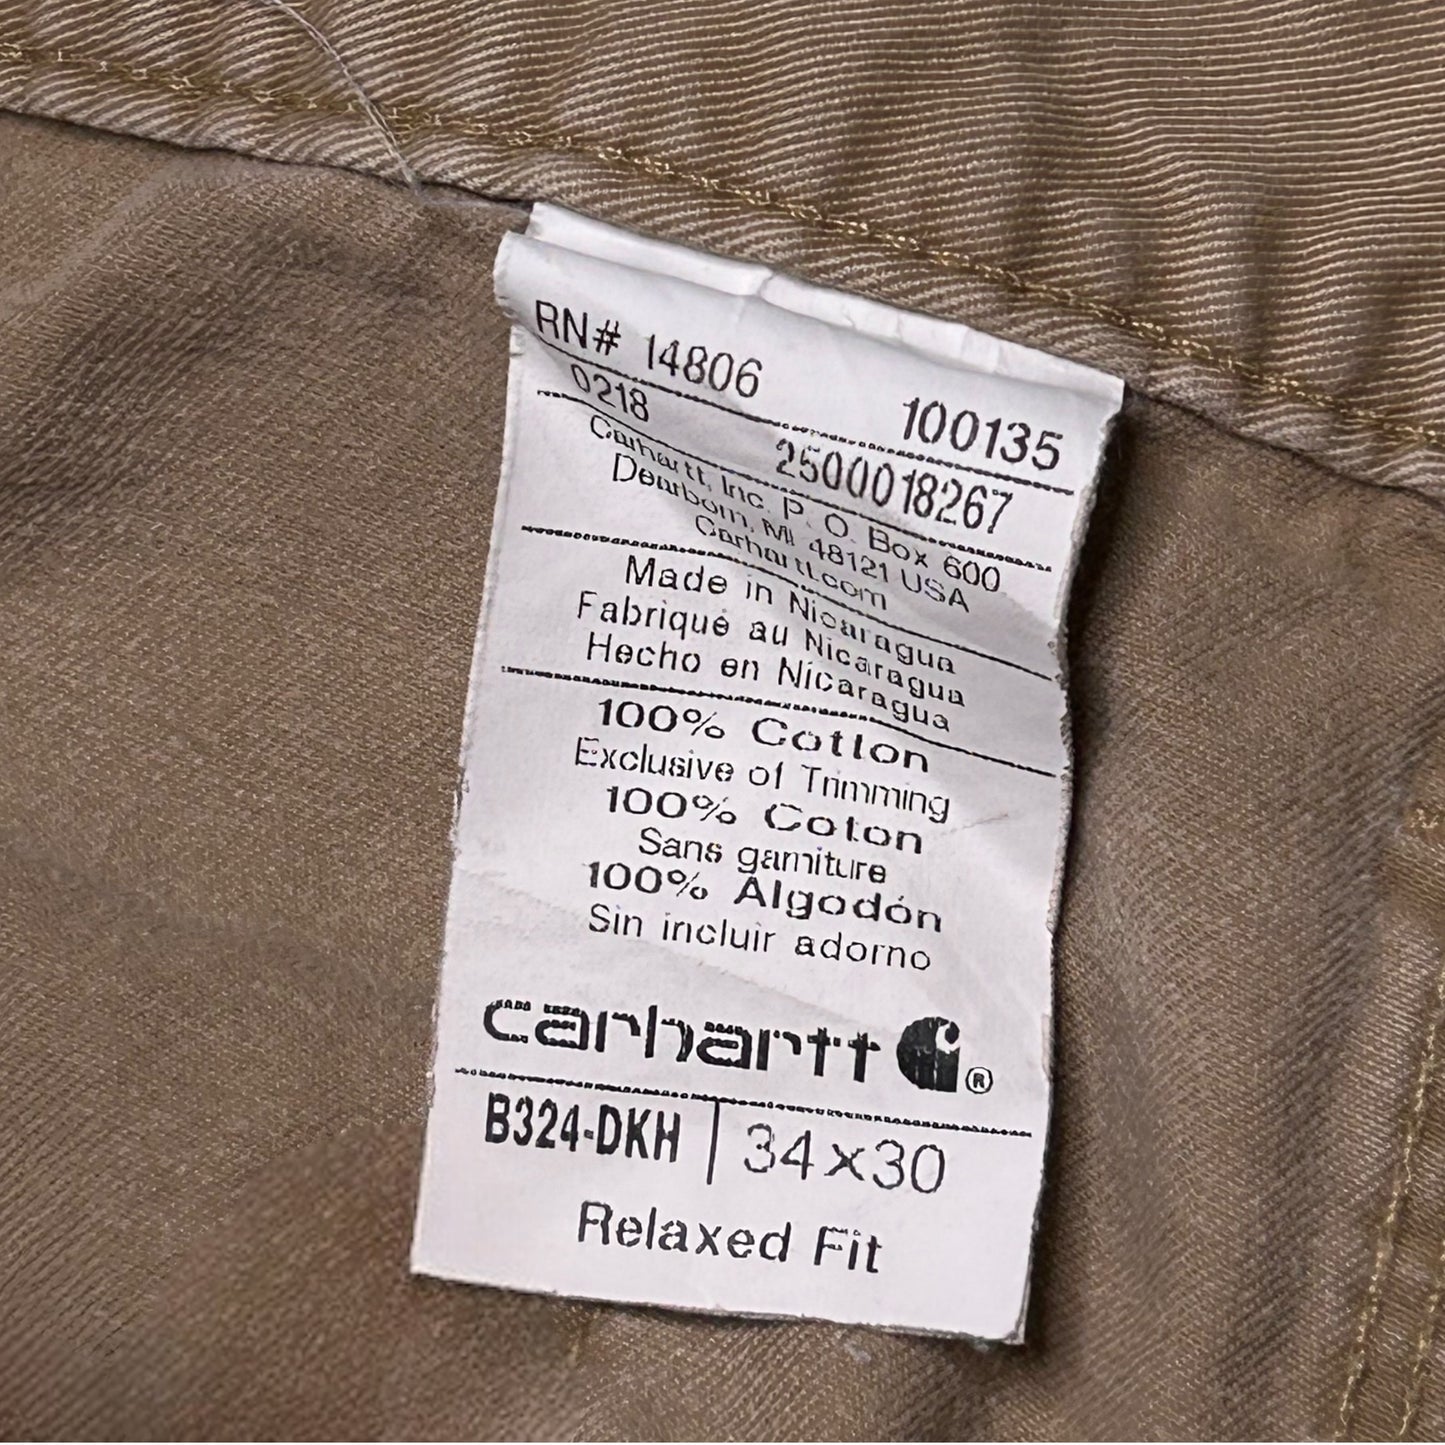 RN# 14806 100135
0218 2500018267
Carhartt, Inc. P. O. Box 600
Dearborn, MI 48121 USA
Carhartt.com
Made in Nicaragua
Fabriqué au Nicaragua
Hecho en Nicaragua
100% Cotton
Exclusive of Trimming
100% Coton
Sans garniture
100% Algodón
Sin incluir adorno
carhartt ®
B324-DKH | 34x30
Relaxed Fit